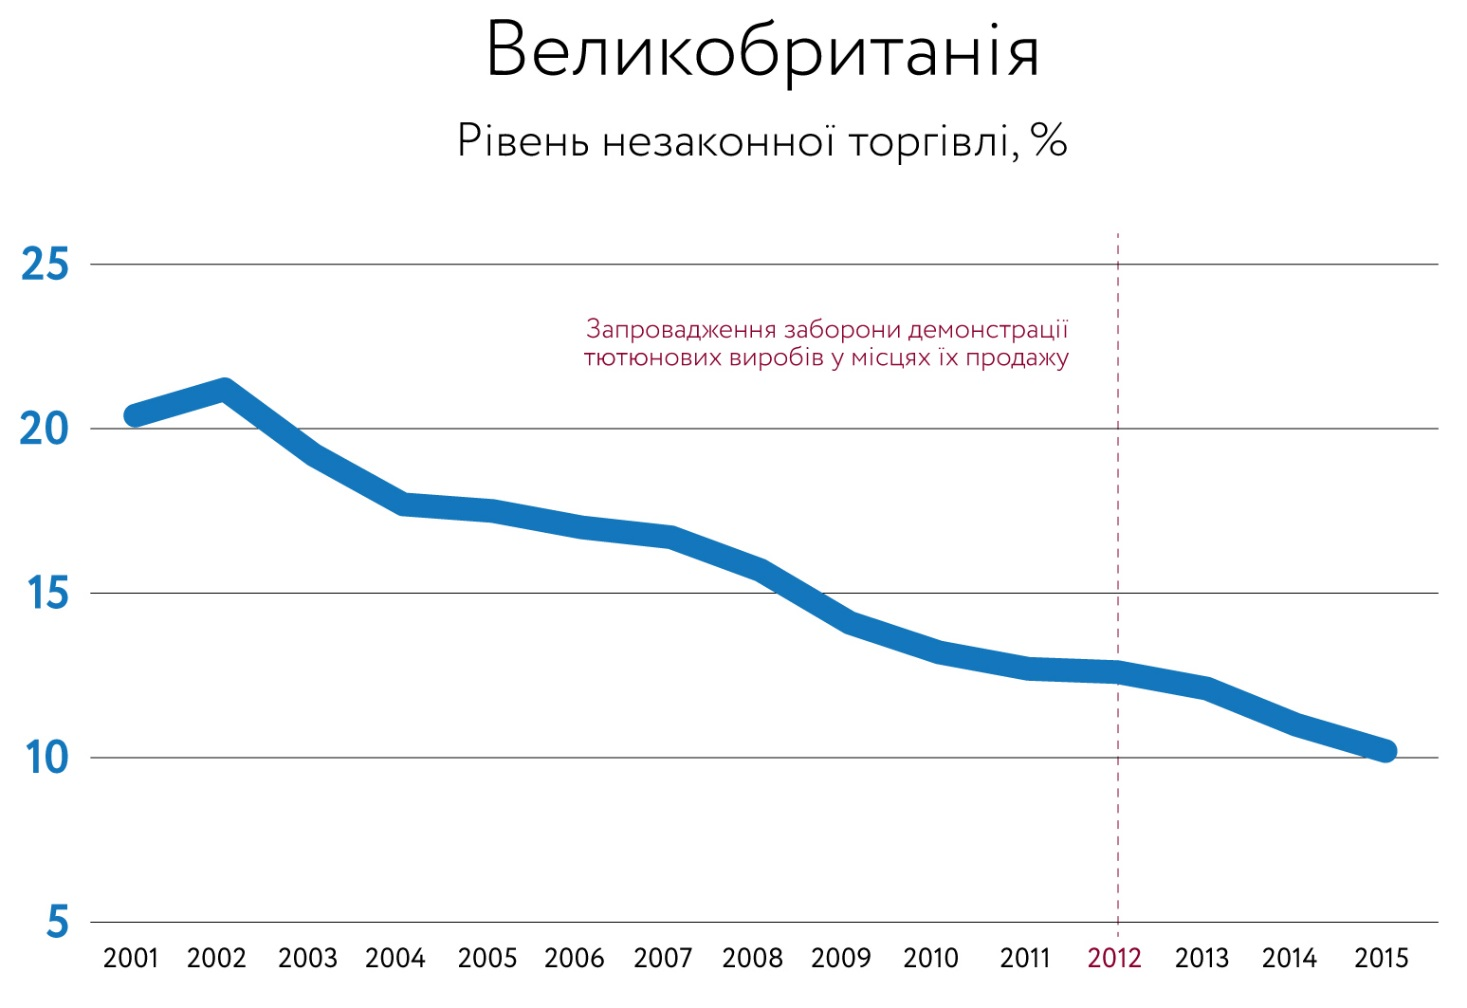 Великобританія
Рівень незаконної торгівлі, %
25
Запровадження заборони демонстрації
тютюнових виробів у місцях їх продажу
20
15
10
5
2001 2002 2003 2004 2005 2006 2007 2008 2009 2010 2011 2012 2013 2014 2015